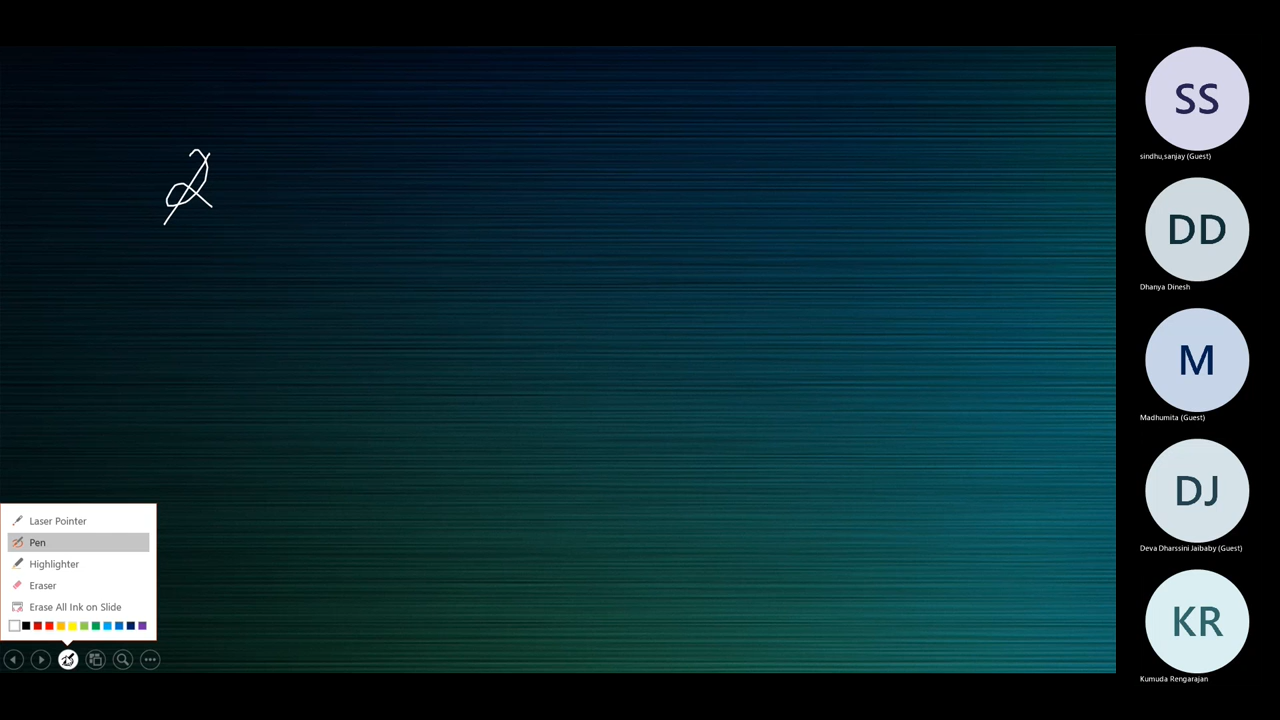 2
SS
sindhu,sanjay (Guest)
DD
Dhanya Dinesh
M
Madhumita (Guest)
DJ
Deva Dharssini Jaibaby (Guest)
KR
Kumuda Rengarajan
Laser Pointer
Pen
Highlighter
Eraser
Erase All Ink on Slide